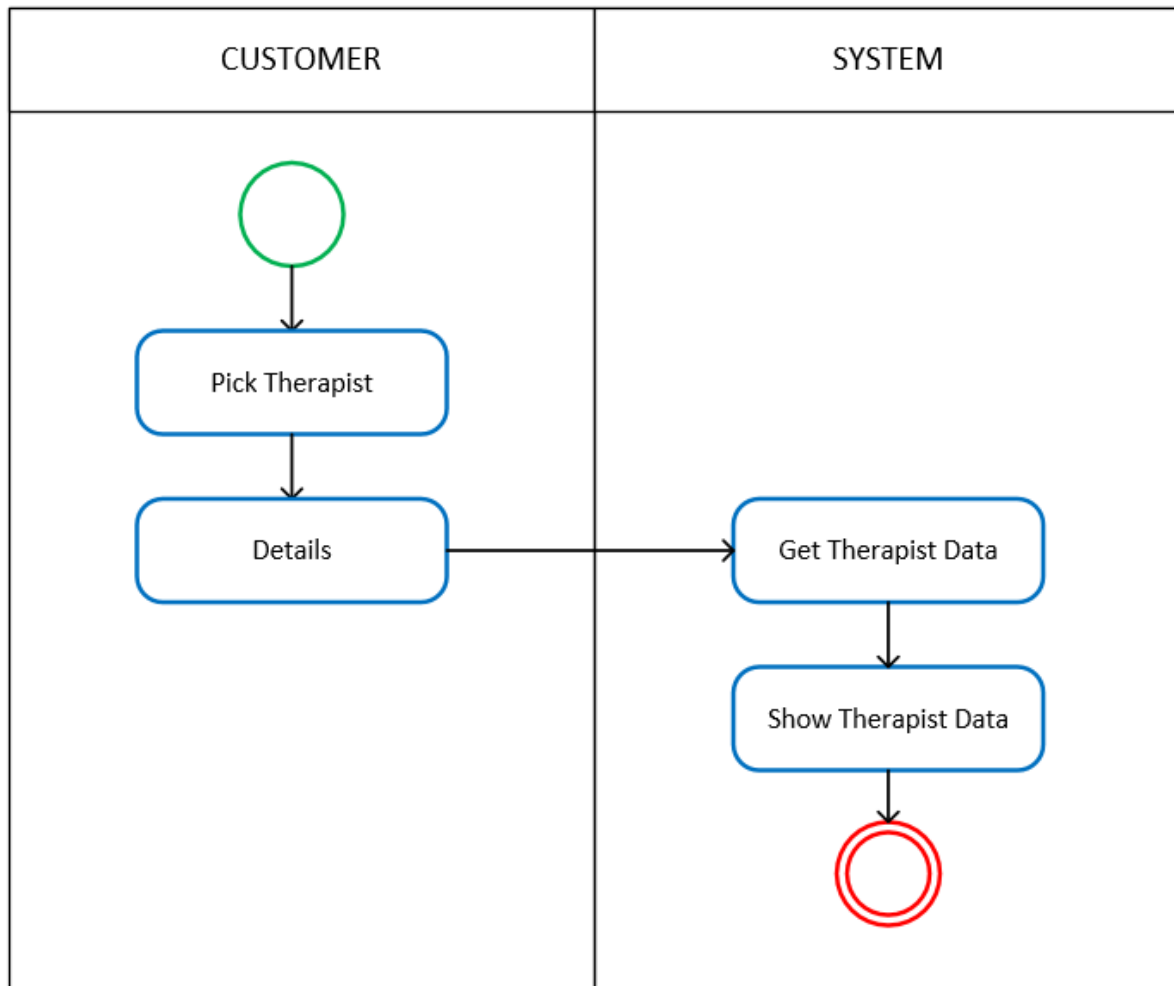 CUSTOMER
SYSTEM
Pick Therapist
Details
Get Therapist Data
Show Therapist Data